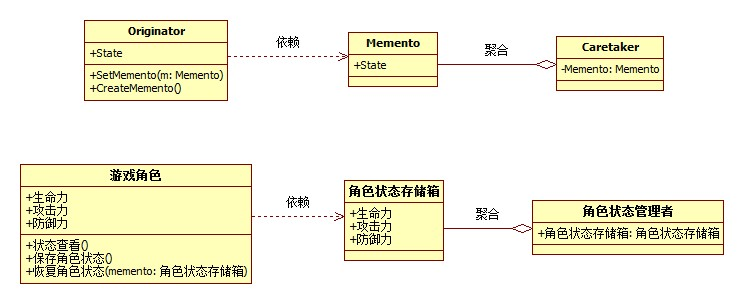 Originator
+State
+SetMemento(m: Memento)
+CreateMemento()
依赖
Memento
+State
聚合
Caretaker
-Memento: Memento
游戏角色
+生命力
+攻击力
+防御力
+状态查看()
+保存角色状态()
+恢复角色状态(memento: 角色状态存储箱)
依赖
角色状态存储箱
+生命力
+攻击力
+防御力
聚合
角色状态管理者
+角色状态存储箱: 角色状态存储箱